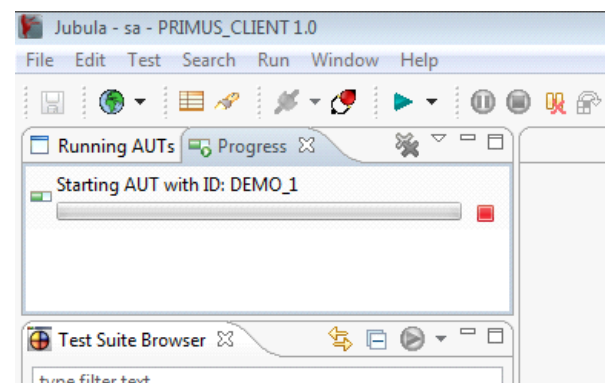 Jubula - sa - PRIMUS_CLIENT 1.0
File Edit Test Search Run Window Help
Running AUTs Progress
Starting AUT with ID: DEMO_1
Test Suite Browser
type filter text